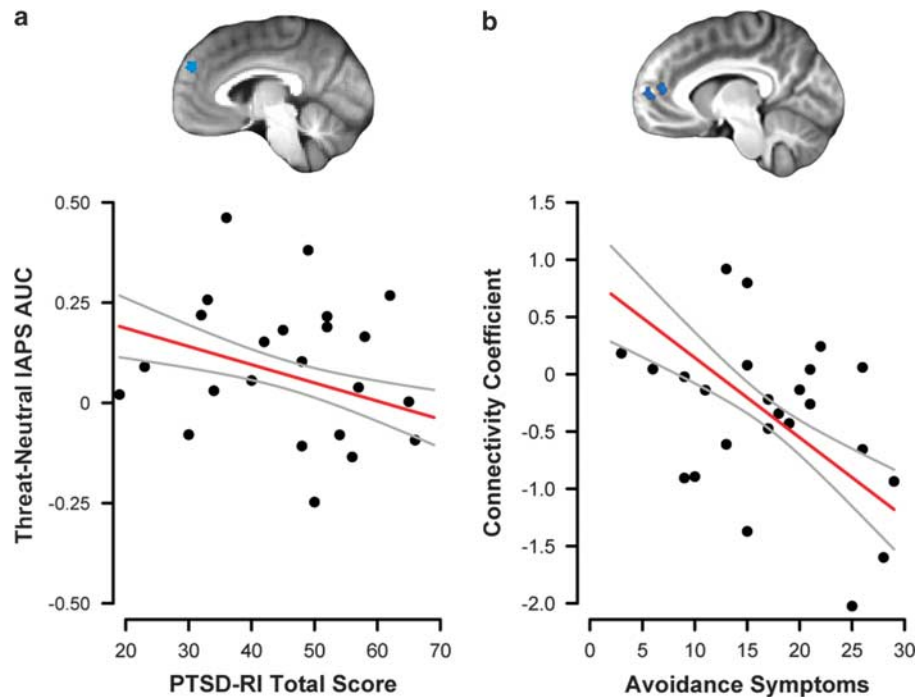 a
b
0.50
0.25
0
-0.25
-0.50
Threat-Neutral IAPS AUC
20 30 40 50 60 70
PTSD-RI Total Score
1.5
1.0
0.5
0
-0.5
-1.0
-1.5
-2.0
Connectivity Coefficient
0 5 10 15 20 25 30
Avoidance Symptoms